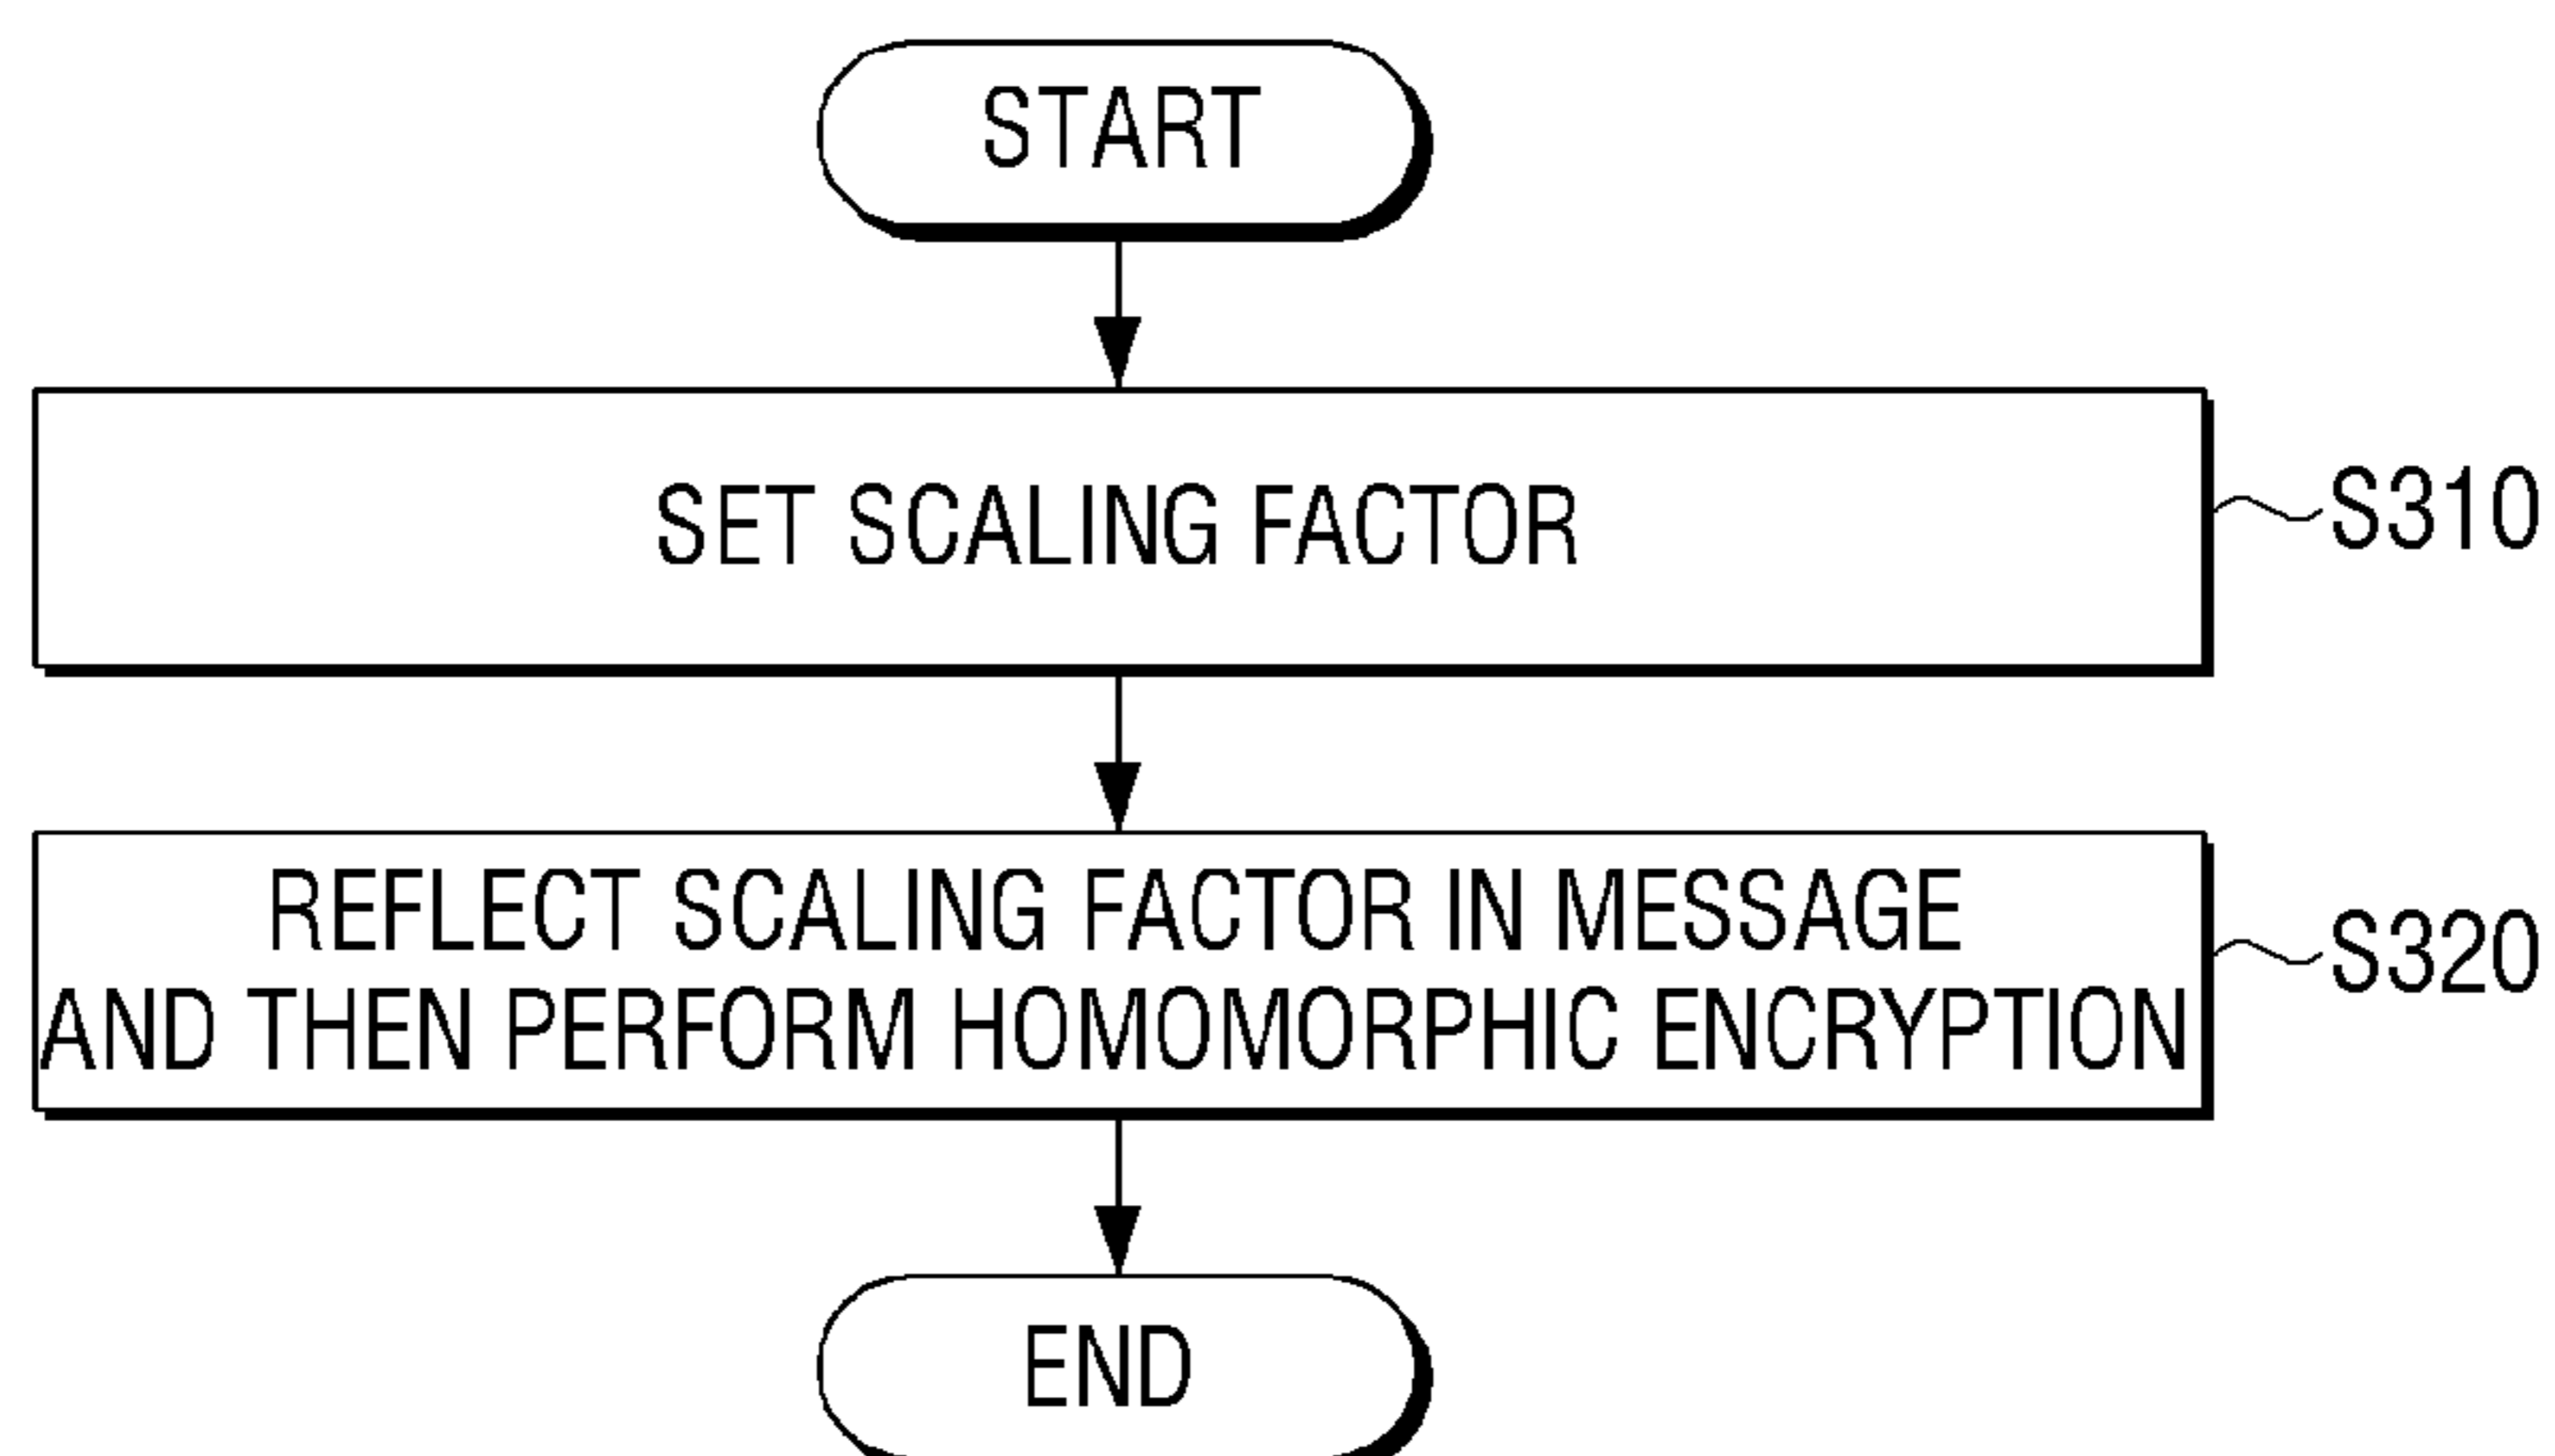 START
SET SCALING FACTOR
S310
REFLECT SCALING FACTOR IN MESSAGE
AND THEN PERFORM HOMOMORPHIC ENCRYPTION
S320
END